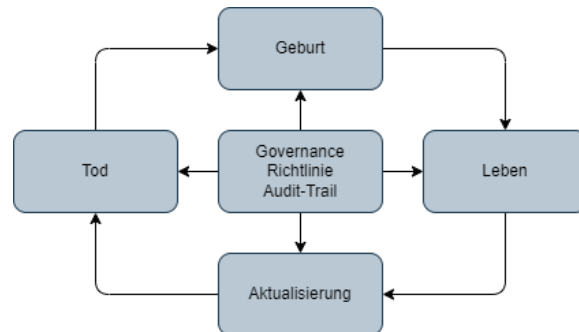 Geburt
Tod
Governance
Richtlinie
Audit-Trail
Leben
Aktualisierung